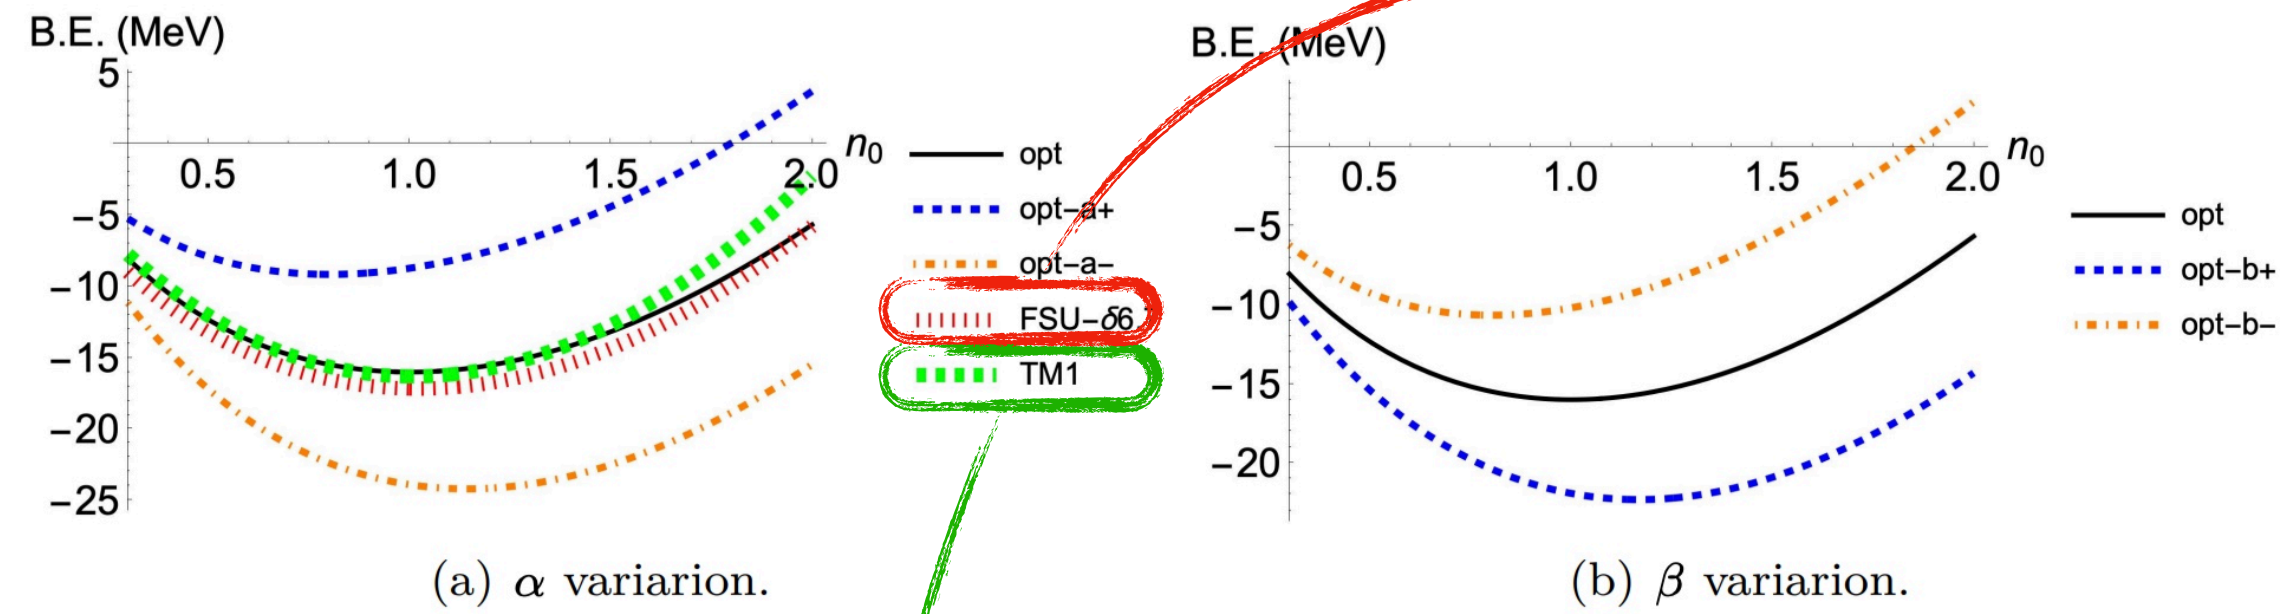 B.E. (MeV)
5
n₀
0.5 1.0 1.5 2.0
−5
−10
−15
−20
−25
opt
opt−a+
opt−a−
FSU−δ6
TM1
(a) α variarion.
B.E. (MeV)
n₀
0.5 1.0 1.5 2.0
−5
−10
−15
−20
opt
opt−b+
opt−b−
(b) β variarion.